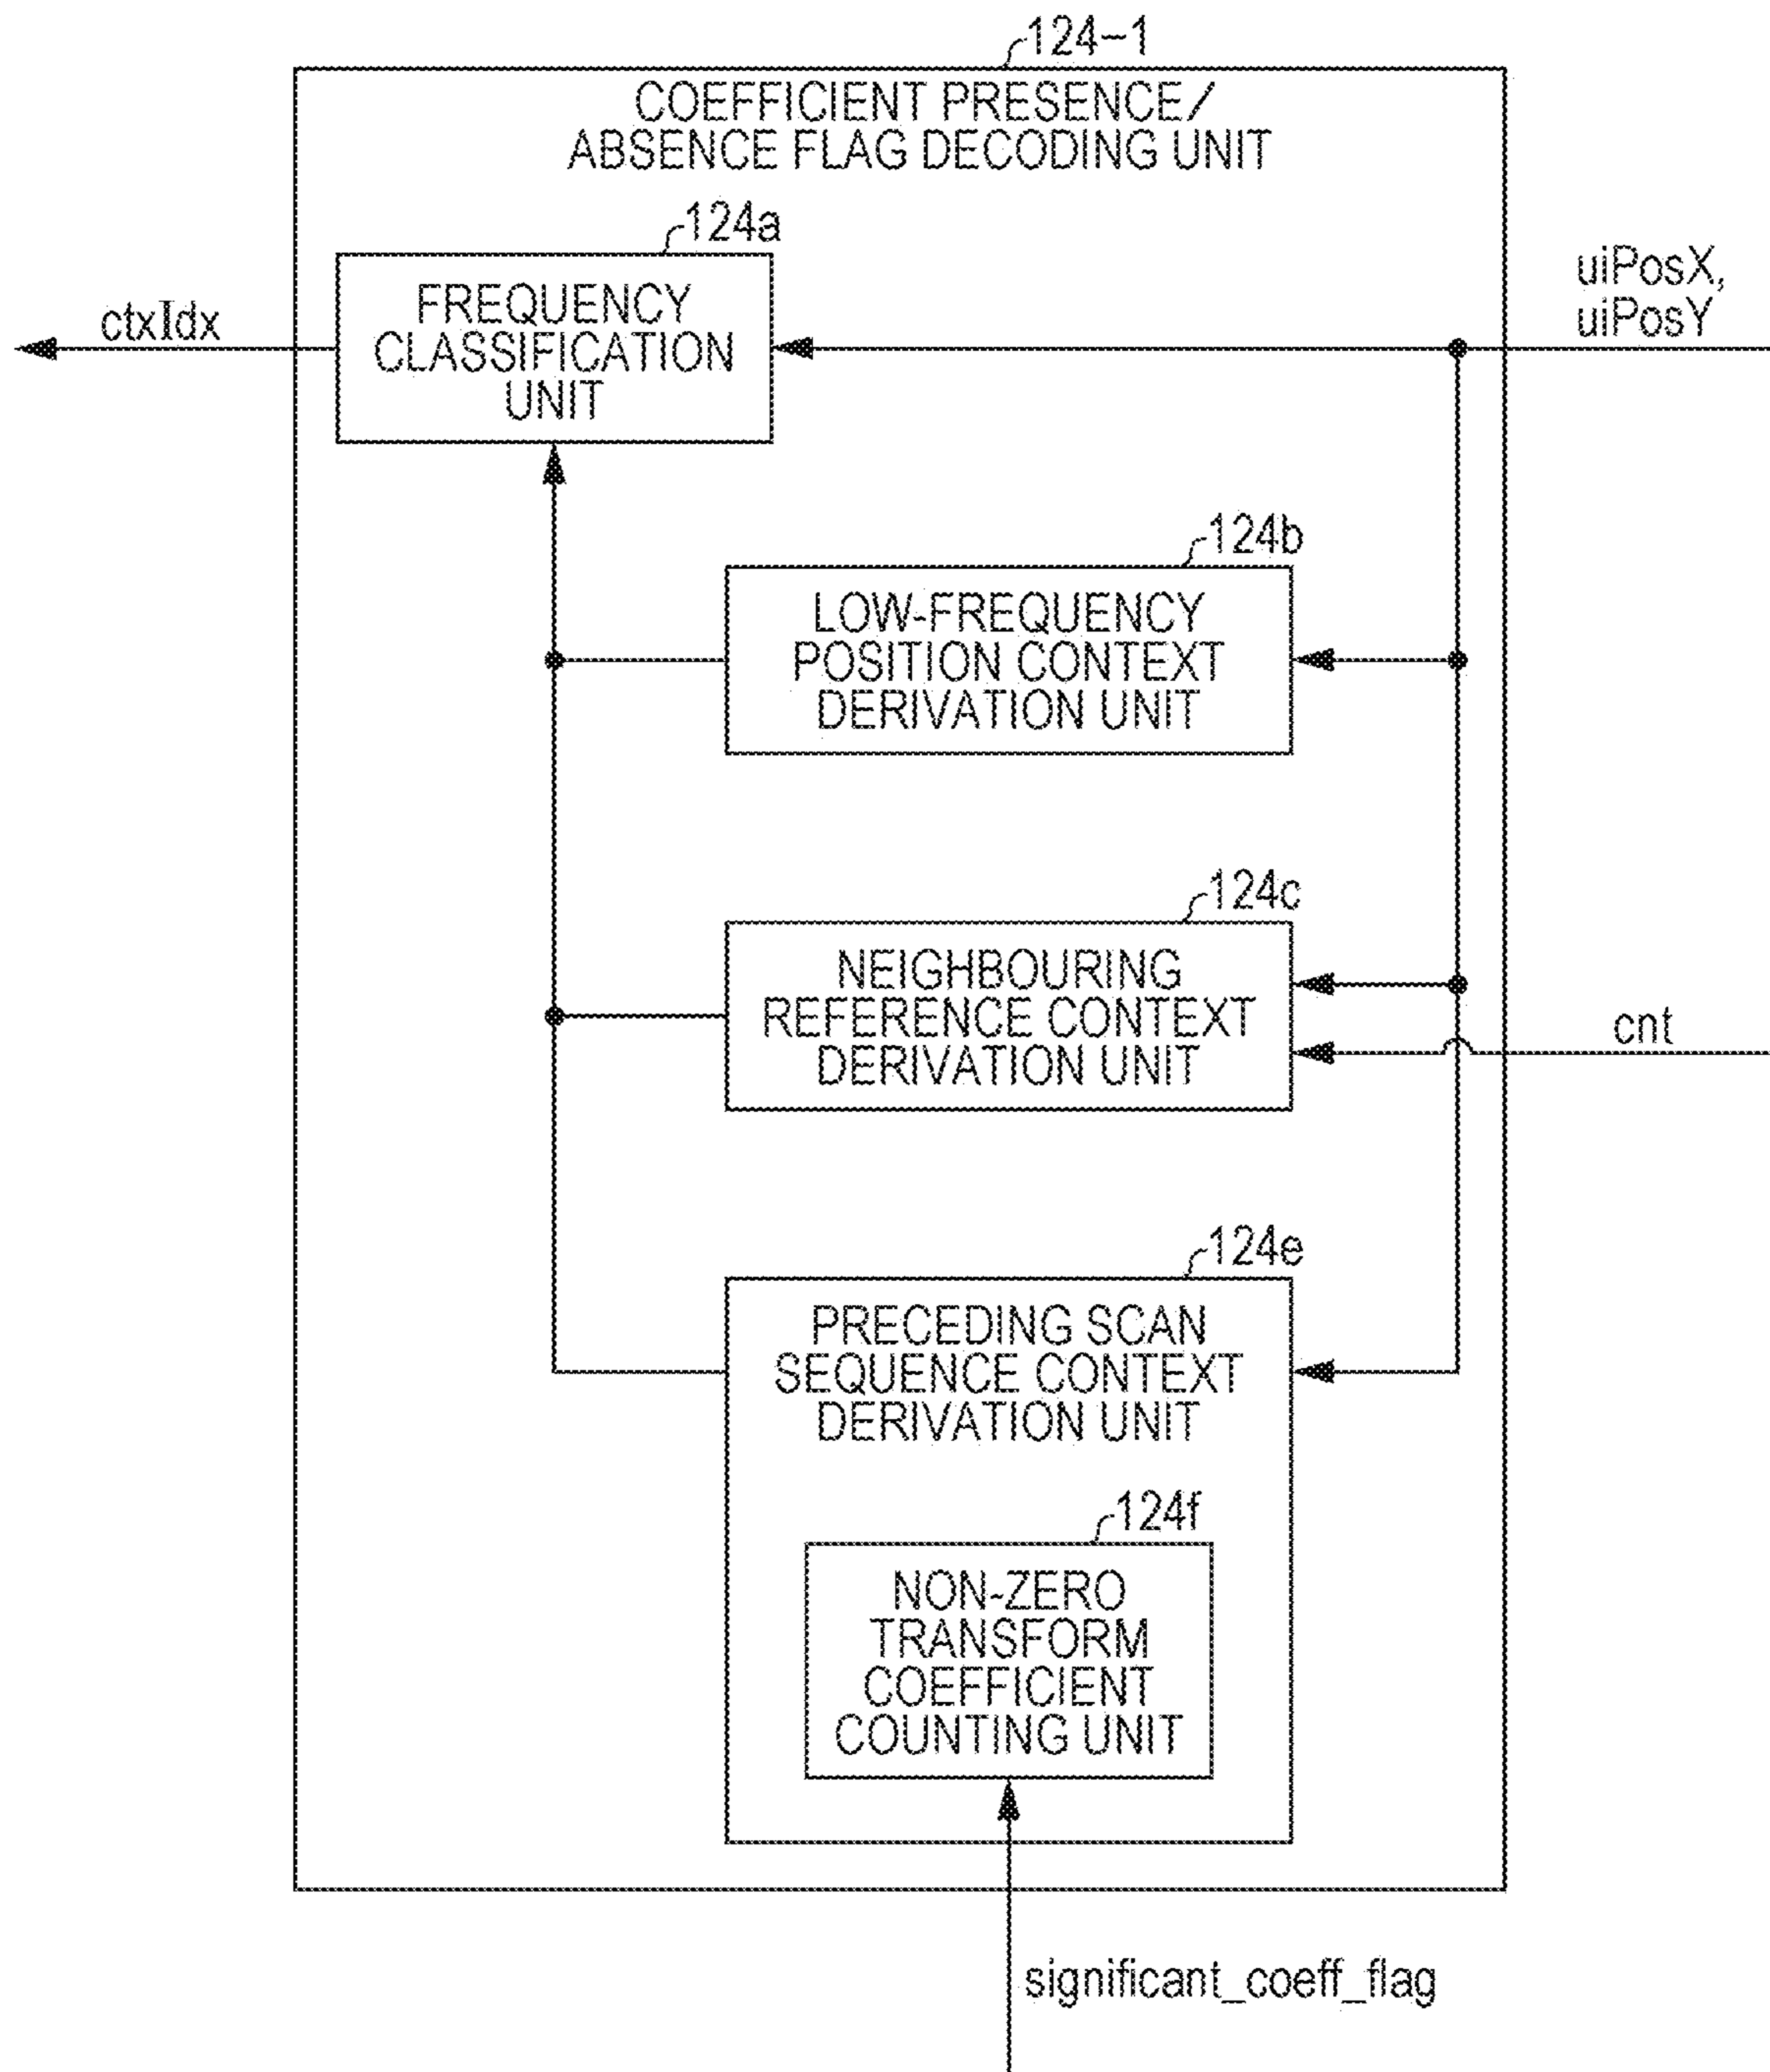 124-1
COEFFICIENT PRESENCE/
ABSENCE FLAG DECODING UNIT
124a
FREQUENCY
CLASSIFICATION
UNIT
ctxIdx
uiPosX,
uiPosY
124b
LOW-FREQUENCY
POSITION CONTEXT
DERIVATION UNIT
124c
NEIGHBOURING
REFERENCE CONTEXT
DERIVATION UNIT
cnt
124e
PRECEDING SCAN
SEQUENCE CONTEXT
DERIVATION UNIT
124f
NON-ZERO
TRANSFORM
COEFFICIENT
COUNTING UNIT
significant_coeff_flag